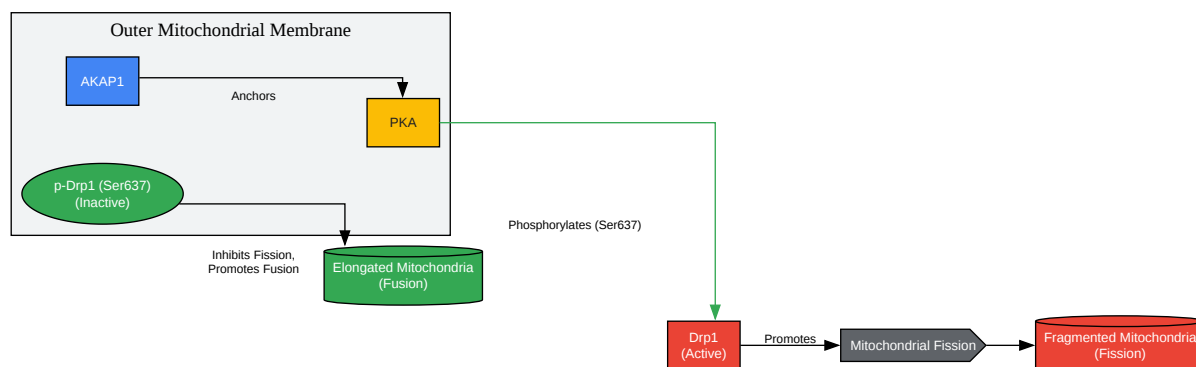 Outer Mitochondrial Membrane
AKAP1
Anchors
PKA
p-Drp1 (Ser637)
(Inactive)
Phosphorylates (Ser637)
Inhibits Fission,
Promotes Fusion
Elongated Mitochondria
(Fusion)
Drp1
(Active)
Promotes
Mitochondrial Fission
Fragmented Mitochondria
(Fission)